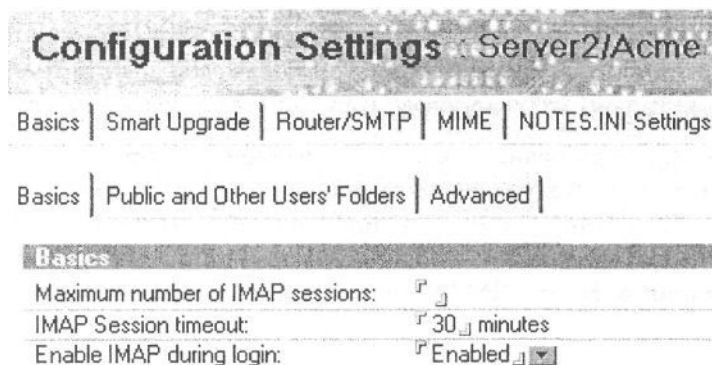 Configuration Settings : Server2/Acme
Basics Smart Upgrade Router/SMTP MIME NOTES.INI Settings
Basics Public and Other Users' Folders Advanced
Basics
Maximum number of IMAP sessions:
IMAP Session timeout: 30 minutes
Enable IMAP during login: Enabled